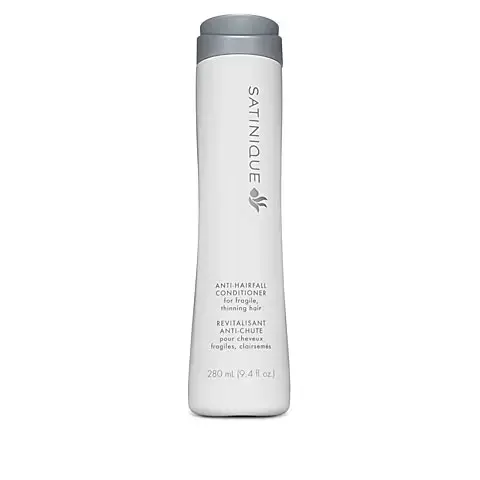 SATINIQUE
ANTI-HAIRFALL
CONDITIONER
for fragile,
thinning hair
REVITALISANT
ANTI-CHUTE
pour cheveux
fragiles, clairsemés
280 mL (9.4 fl. oz.)